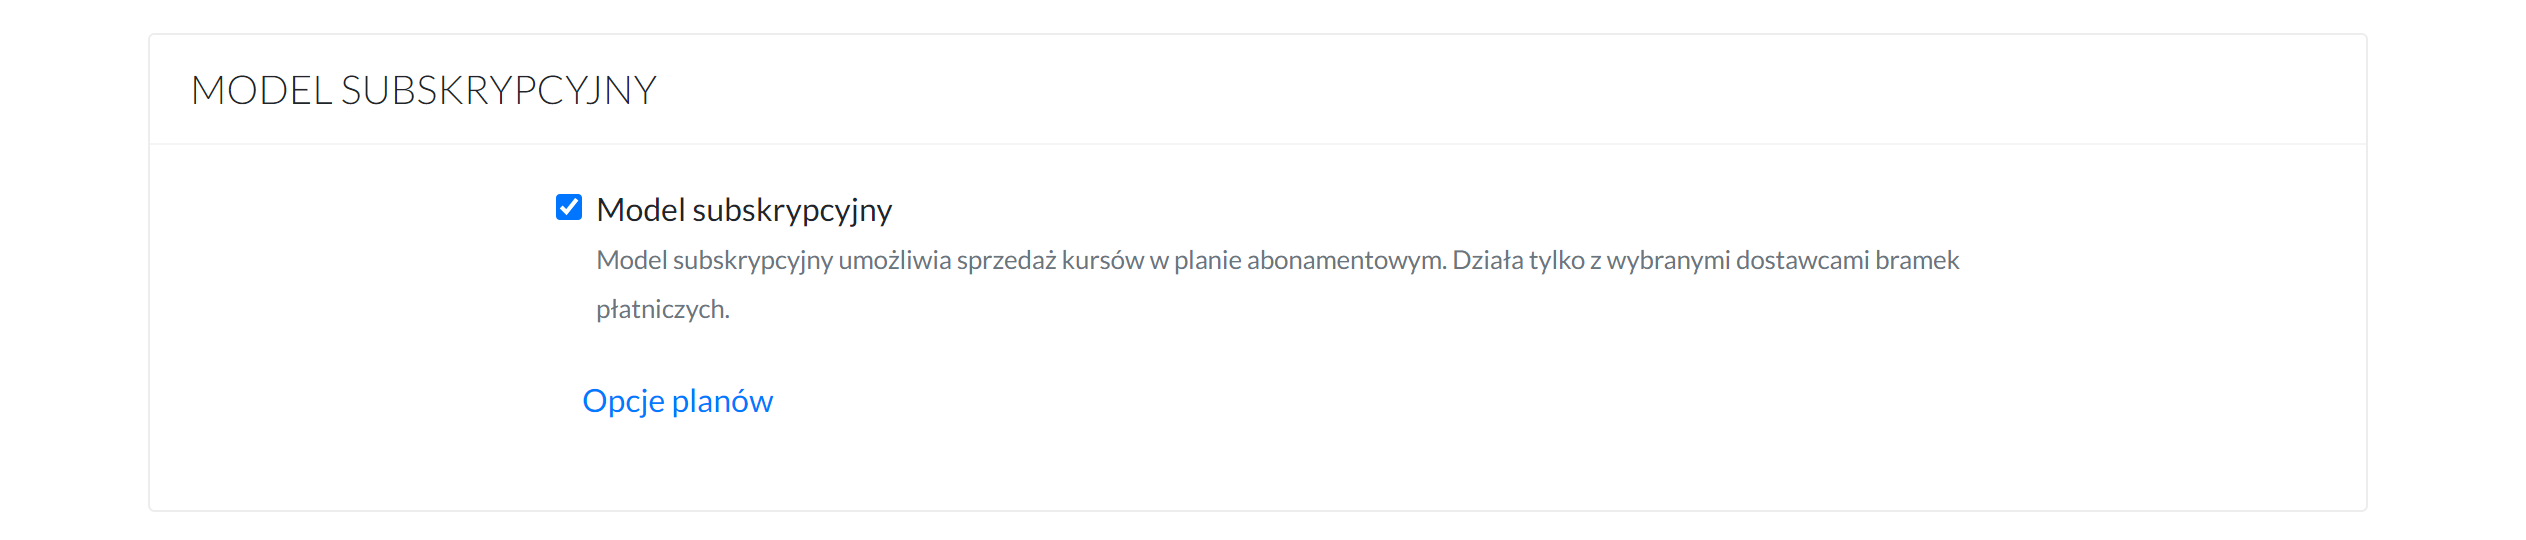 MODEL SUBSKRYPCYJNY
Model subskrypcyjny
Model subskrypcyjny umożliwia sprzedaż kursów w planie abonamentowym. Działa tylko z wybranymi dostawcami bramek
płatniczych.
Opcje planów